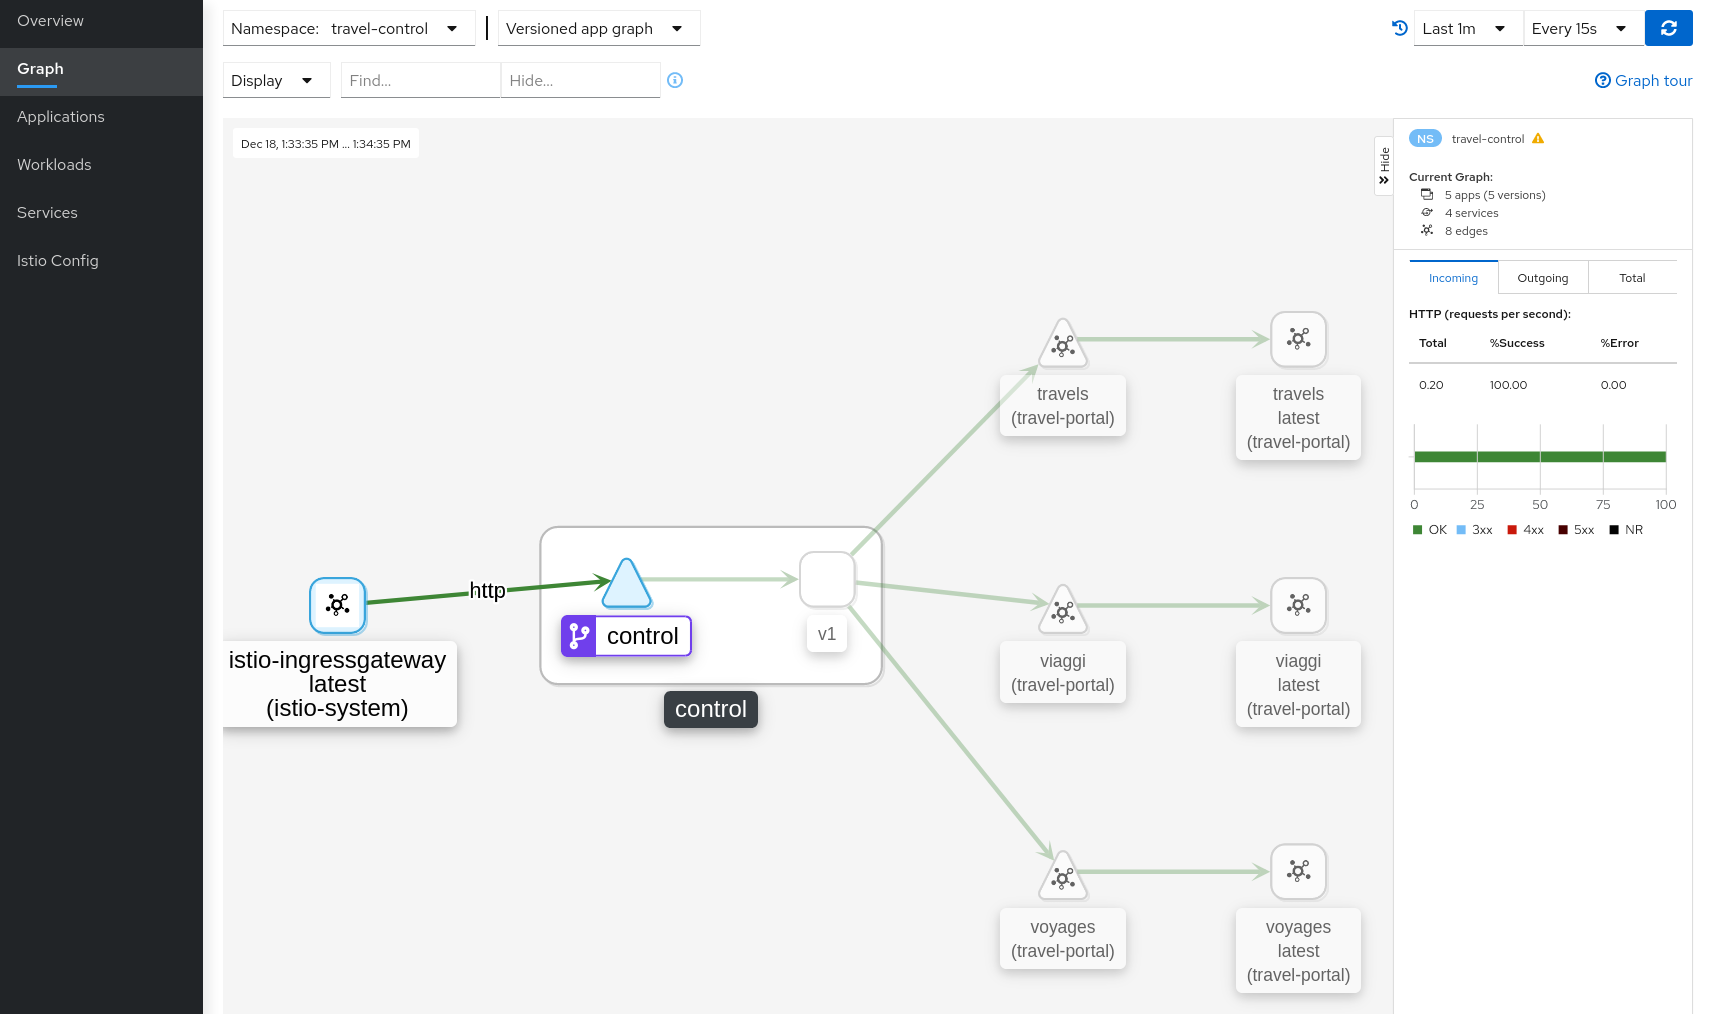 Overview
Graph
Applications
Workloads
Services
Istio Config
Namespace: travel-control
Versioned app graph
Last 1m
Every 15s
Display
Find...
Hide...
Graph tour
Dec 18, 1:33:35 PM ... 1:34:35 PM
Hide
travels
(travel-portal)
travels
latest
(travel-portal)
http
control
v1
control
istio-ingressgateway
latest
(istio-system)
viaggi
(travel-portal)
viaggi
latest
(travel-portal)
voyages
(travel-portal)
voyages
latest
(travel-portal)
NS travel-control
Current Graph:
5 apps (5 versions)
4 services
8 edges
Incoming Outgoing Total
HTTP (requests per second):
Total %Success %Error
0.20 100.00 0.00
0 25 50 75 100
OK 3xx 4xx 5xx NR